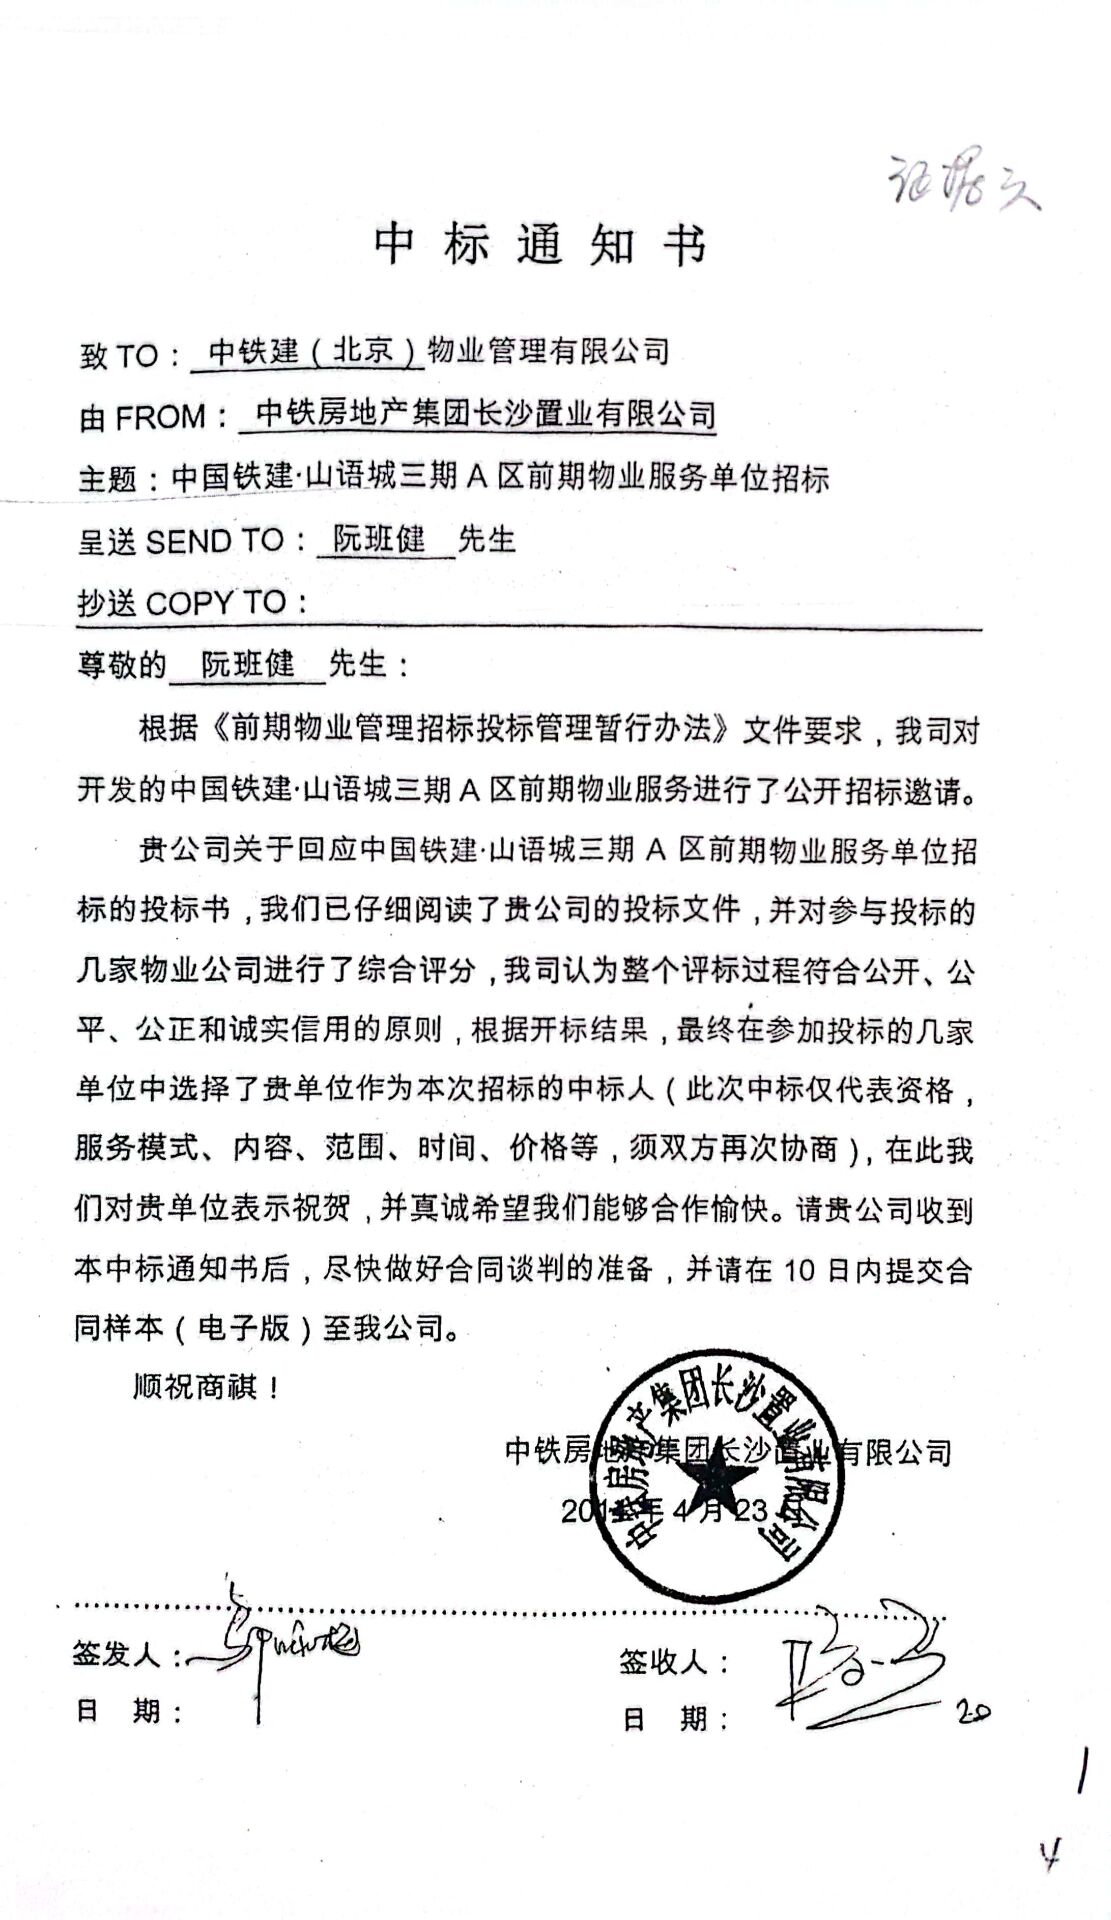 证据
中标通知书
致 TO：中铁建（北京）物业管理有限公司
由 FROM：中铁房地产集团长沙置业有限公司
主题：中国铁建·山语城三期 A 区前期物业服务单位招标
呈送 SEND TO：阮班健 先生
抄送 COPY TO：
尊敬的 阮班健 先生：
根据《前期物业管理招标投标管理暂行办法》文件要求，我司对
开发的中国铁建·山语城三期 A 区前期物业服务进行了公开招标邀请。
贵公司关于回应中国铁建·山语城三期 A 区前期物业服务单位招
标的投标书，我们已仔细阅读了贵公司的投标文件，并对参与投标的
几家物业公司进行了综合评分，我司认为整个评标过程符合公开、公
平、公正和诚实信用的原则，根据开标结果，最终在参加投标的几家
单位中选择了贵单位作为本次招标的中标人（此次中标仅代表资格，
服务模式、内容、范围、时间、价格等，须双方再次协商），在此我
们对贵单位表示祝贺，并真诚希望我们能够合作愉快。请贵公司收到
本中标通知书后，尽快做好合同谈判的准备，并请在 10 日内提交合
同样本（电子版）至我公司。
顺祝商祺！
中铁房地产集团长沙置业有限公司
中铁房地产集团长沙置业有限公司
年 4 月 23 日
签发人：
签收人：
日 期：
日 期：
20
1
4